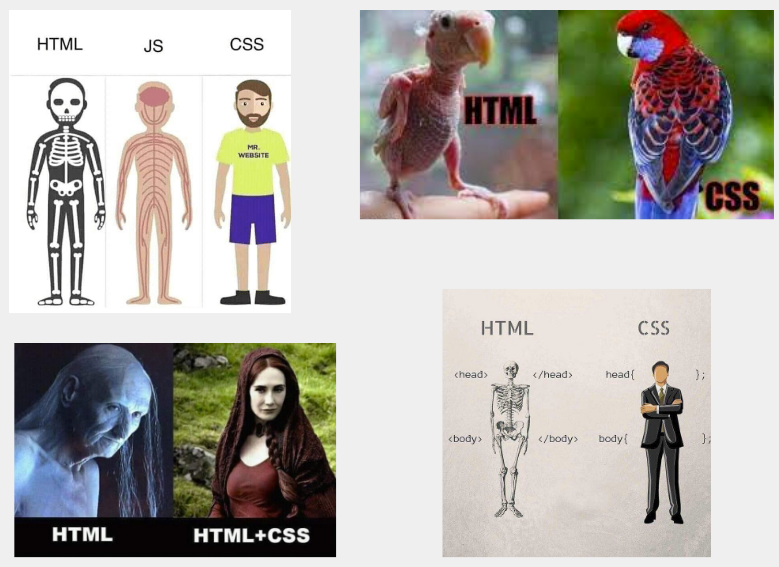 HTML
JS
CSS
MR.
WEBSITE
HTML
CSS
HTML
HTML+CSS
HTML CSS
<head> </head> head{ };
<body> </body> body{ };